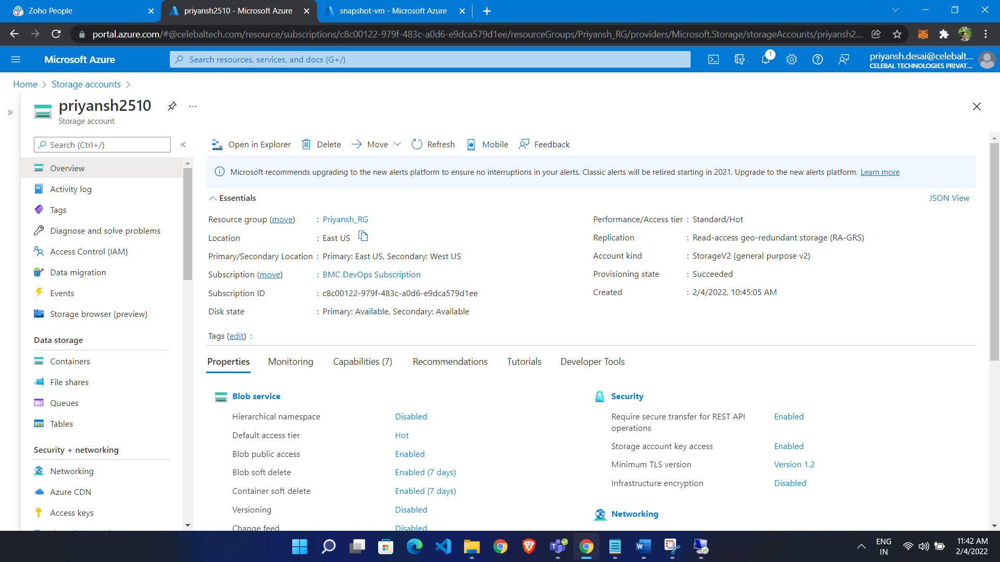 Zoho People
priyansh2510 - Microsoft Azure
snapshot-vm - Microsoft Azure
portal.azure.com/#@celebaltech.com/resource/subscriptions/c8c00122-979f-483c-a0d6-e9dca579d1ee/resourceGroups/Priyansh_RG/providers/Microsoft.Storage/storageAccounts/priyansh2...
Microsoft Azure
Search resources, services, and docs (G+/)
1
priyansh.desai@celebalt...
CELEBAL TECHNOLOGIES PRIVAT...
Home > Storage accounts >
priyansh2510
Storage account
Search (Ctrl+/)
Overview
Activity log
Tags
Diagnose and solve problems
Access Control (IAM)
Data migration
Events
Storage browser (preview)
Data storage
Containers
File shares
Queues
Tables
Security + networking
Networking
Azure CDN
Access keys
Open in Explorer
Delete
Move
Refresh
Mobile
Feedback
Microsoft recommends upgrading to the new alerts platform to ensure no interruptions in your alerts. Classic alerts will be retired starting in 2021. Upgrade to the new alerts platform. Learn more
Essentials
JSON View
Resource group (move) : Priyansh_RG
Location : East US
Primary/Secondary Location : Primary: East US, Secondary: West US
Subscription (move) : BMC DevOps Subscription
Subscription ID : c8c00122-979f-483c-a0d6-e9dca579d1ee
Disk state : Primary: Available, Secondary: Available
Performance/Access tier : Standard/Hot
Replication : Read-access geo-redundant storage (RA-GRS)
Account kind : StorageV2 (general purpose v2)
Provisioning state : Succeeded
Created : 2/4/2022, 10:45:05 AM
Tags (edit) :
Properties
Monitoring
Capabilities (7)
Recommendations
Tutorials
Developer Tools
Blob service
Hierarchical namespace Disabled
Default access tier Hot
Blob public access Enabled
Blob soft delete Enabled (7 days)
Container soft delete Enabled (7 days)
Versioning Disabled
Change feed Disabled
Security
Require secure transfer for REST API Enabled
operations
Storage account key access Enabled
Minimum TLS version Version 1.2
Infrastructure encryption Disabled
Networking
ENG
IN
11:42 AM
2/4/2022